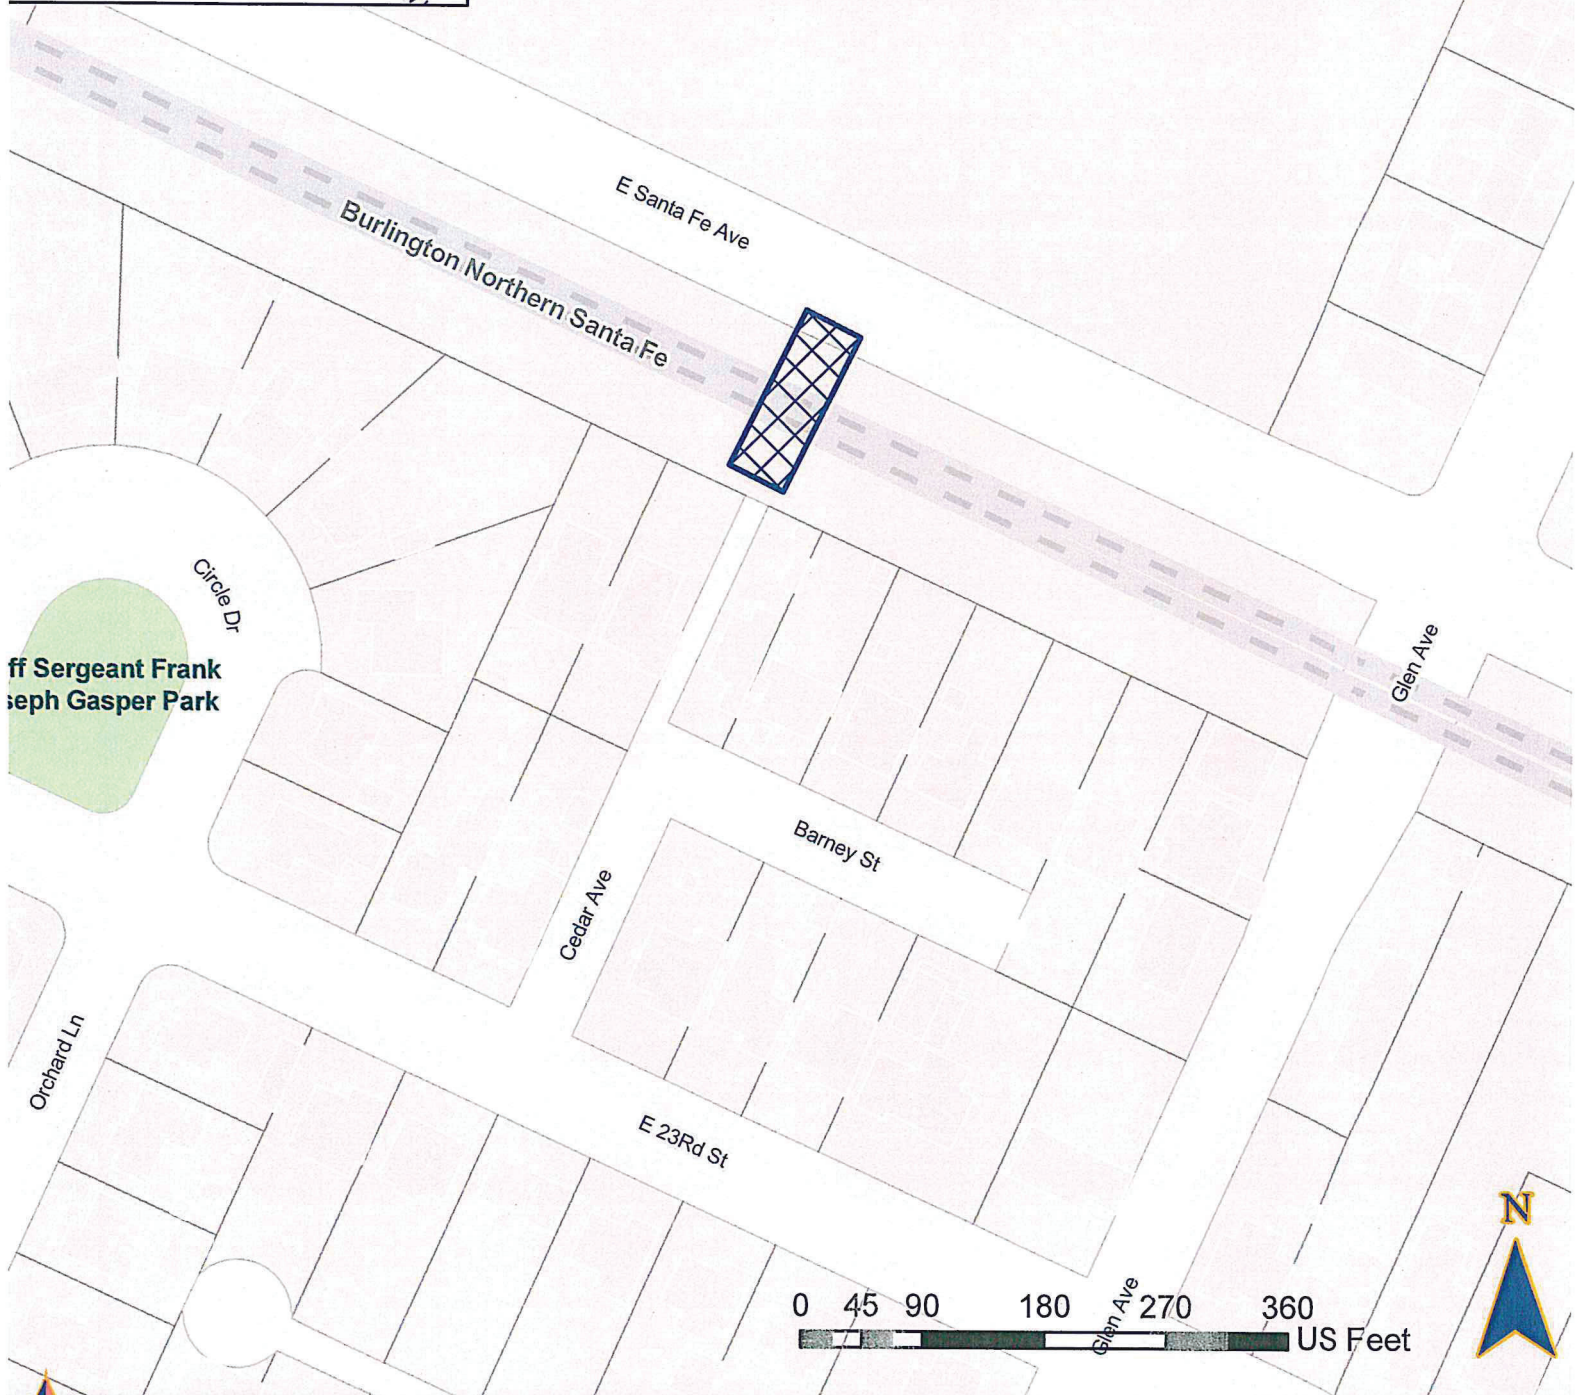 E Santa Fe Ave
Burlington Northern Santa Fe
Circle Dr
ff Sergeant Frank
seph Gasper Park
Glen Ave
Barney St
Cedar Ave
Orchard Ln
E 23Rd St
N
0 45 90 180 270 360
US Feet
Glen Ave